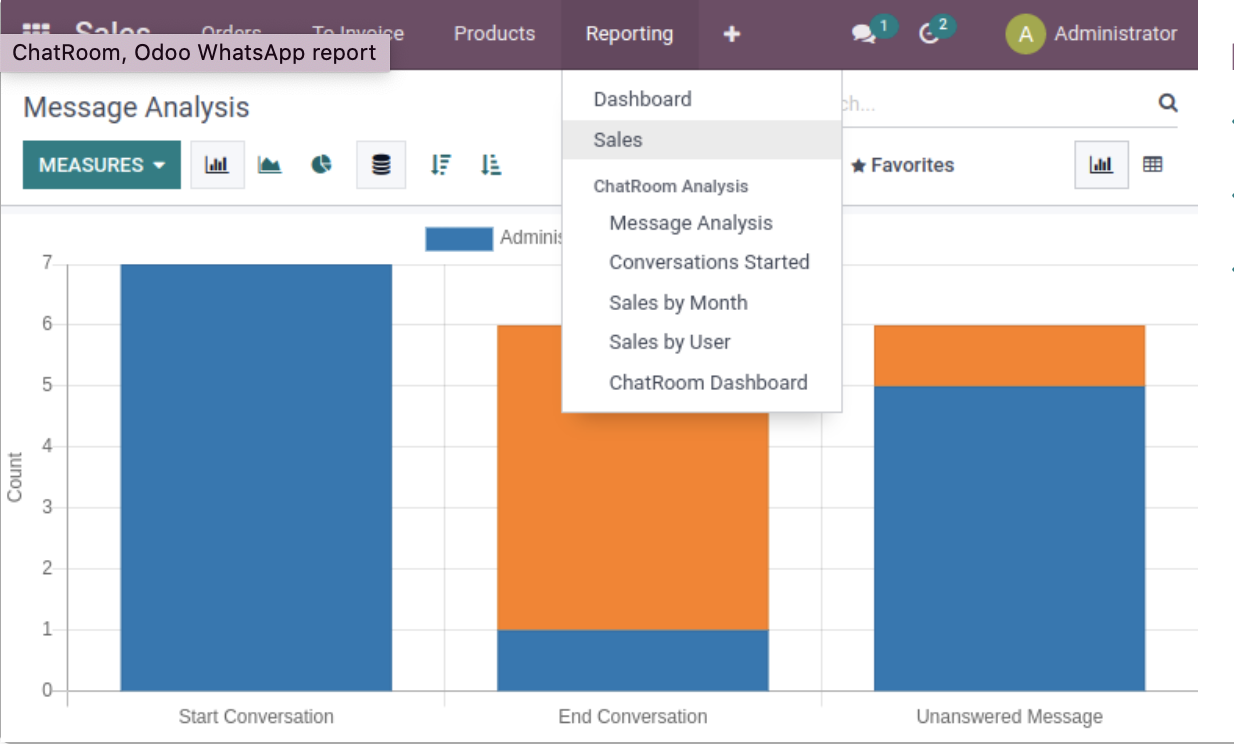 Sales Orders To Invoice Products Reporting + 1 2 A Administrator
ChatRoom, Odoo WhatsApp report
Message Analysis
MEASURES
Dashboard
Sales
ChatRoom Analysis
Message Analysis
Conversations Started
Sales by Month
Sales by User
ChatRoom Dashboard
Favorites
Count
7
6
5
4
3
2
1
0
Start Conversation End Conversation Unanswered Message